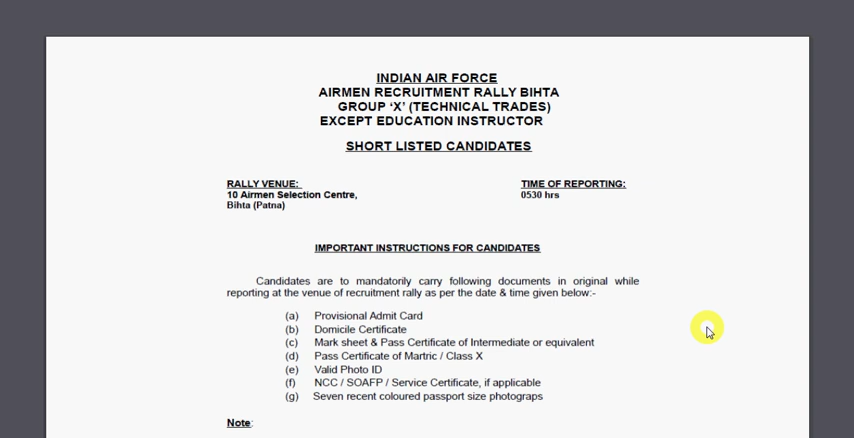 INDIAN AIR FORCE
AIRMEN RECRUITMENT RALLY BIHTA
GROUP ‘X’ (TECHNICAL TRADES)
EXCEPT EDUCATION INSTRUCTOR
SHORT LISTED CANDIDATES
RALLY VENUE: TIME OF REPORTING:
10 Airmen Selection Centre, 0530 hrs
Bihta (Patna)
IMPORTANT INSTRUCTIONS FOR CANDIDATES
Candidates are to mandatorily carry following documents in original while
reporting at the venue of recruitment rally as per the date & time given below:-
(a) Provisional Admit Card
(b) Domicile Certificate
(c) Mark sheet & Pass Certificate of Intermediate or equivalent
(d) Pass Certificate of Martric / Class X
(e) Valid Photo ID
(f) NCC / SOAFP / Service Certificate, if applicable
(g) Seven recent coloured passport size photograps
Note: